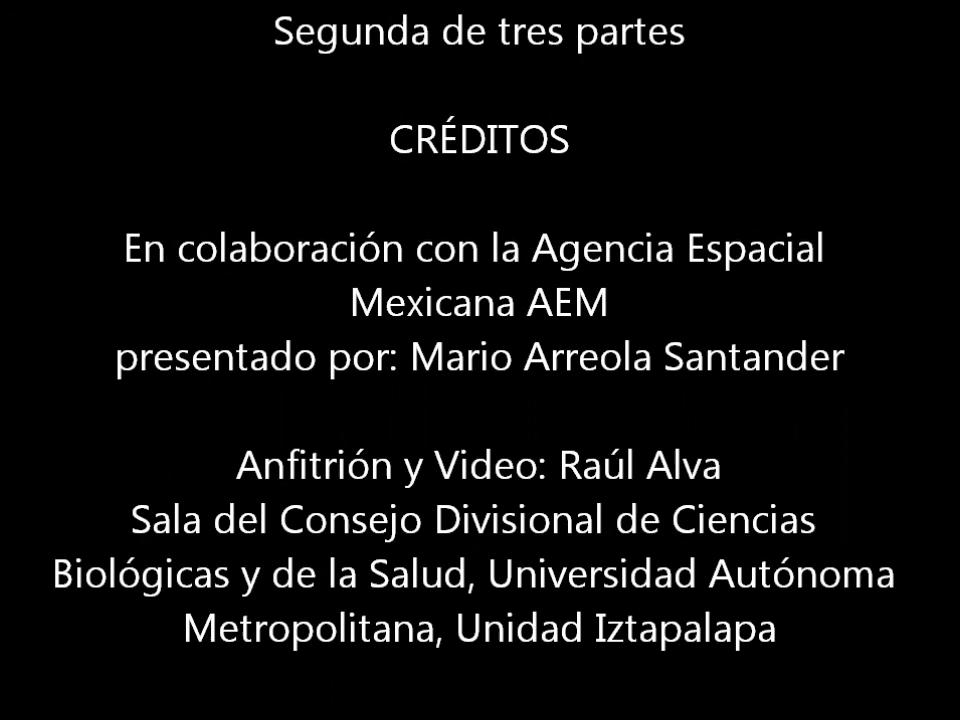 Segunda de tres partes
CRÉDITOS
En colaboración con la Agencia Espacial
Mexicana AEM
presentado por: Mario Arreola Santander
Anfitrión y Video: Raúl Alva
Sala del Consejo Divisional de Ciencias
Biológicas y de la Salud, Universidad Autónoma
Metropolitana, Unidad Iztapalapa